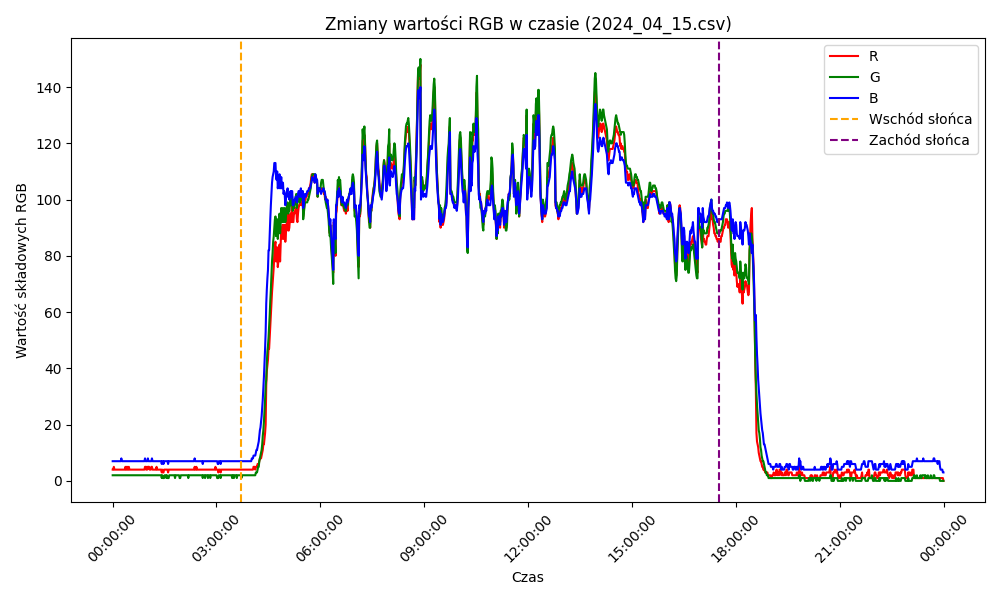 Zmiany wartości RGB w czasie (2024_04_15.csv)
R
G
B
Wschód słońca
Zachód słońca
Wartość składowych RGB
140
120
100
80
60
40
20
0
00:00:00
03:00:00
06:00:00
09:00:00
12:00:00
15:00:00
18:00:00
21:00:00
00:00:00
Czas